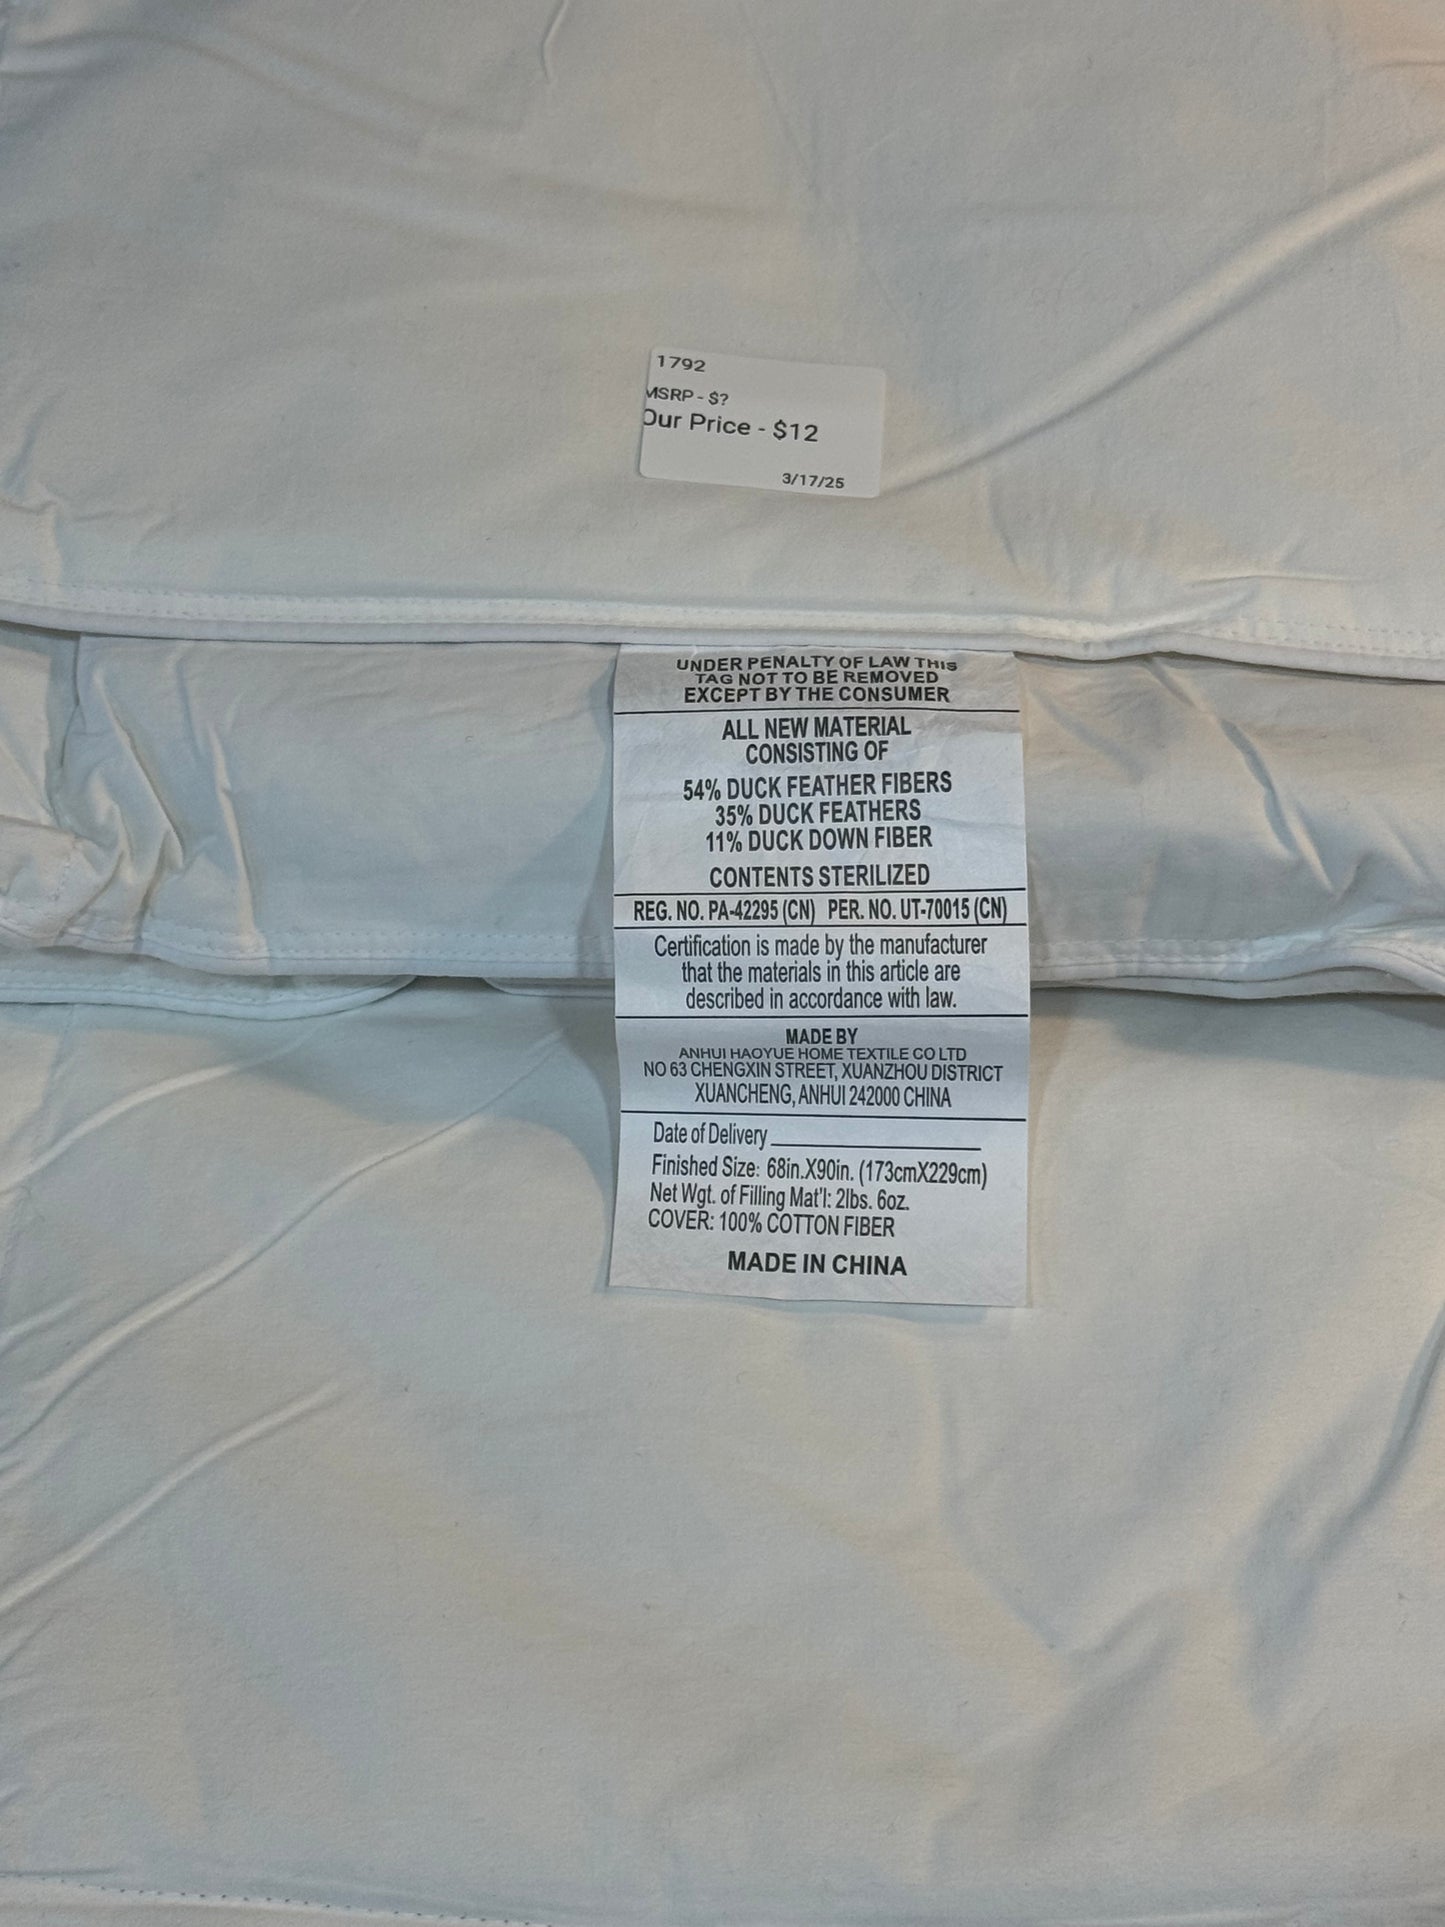 1792
MSRP - $?
Our Price - $12
3/17/25
UNDER PENALTY OF LAW THIS
TAG NOT TO BE REMOVED
EXCEPT BY THE CONSUMER
ALL NEW MATERIAL
CONSISTING OF
54% DUCK FEATHER FIBERS
35% DUCK FEATHERS
11% DUCK DOWN FIBER
CONTENTS STERILIZED
REG. NO. PA-42295 (CN) PER. NO. UT-70015 (CN)
Certification is made by the manufacturer
that the materials in this article are
described in accordance with law.
MADE BY
ANHUI HAOYUE HOME TEXTILE CO LTD
NO 63 CHENGXIN STREET, XUANZHOU DISTRICT
XUANCHENG, ANHUI 242000 CHINA
Date of Delivery
Finished Size: 68in.X90in. (173cmX229cm)
Net Wgt. of Filling Mat'l: 2lbs. 6oz.
COVER: 100% COTTON FIBER
MADE IN CHINA